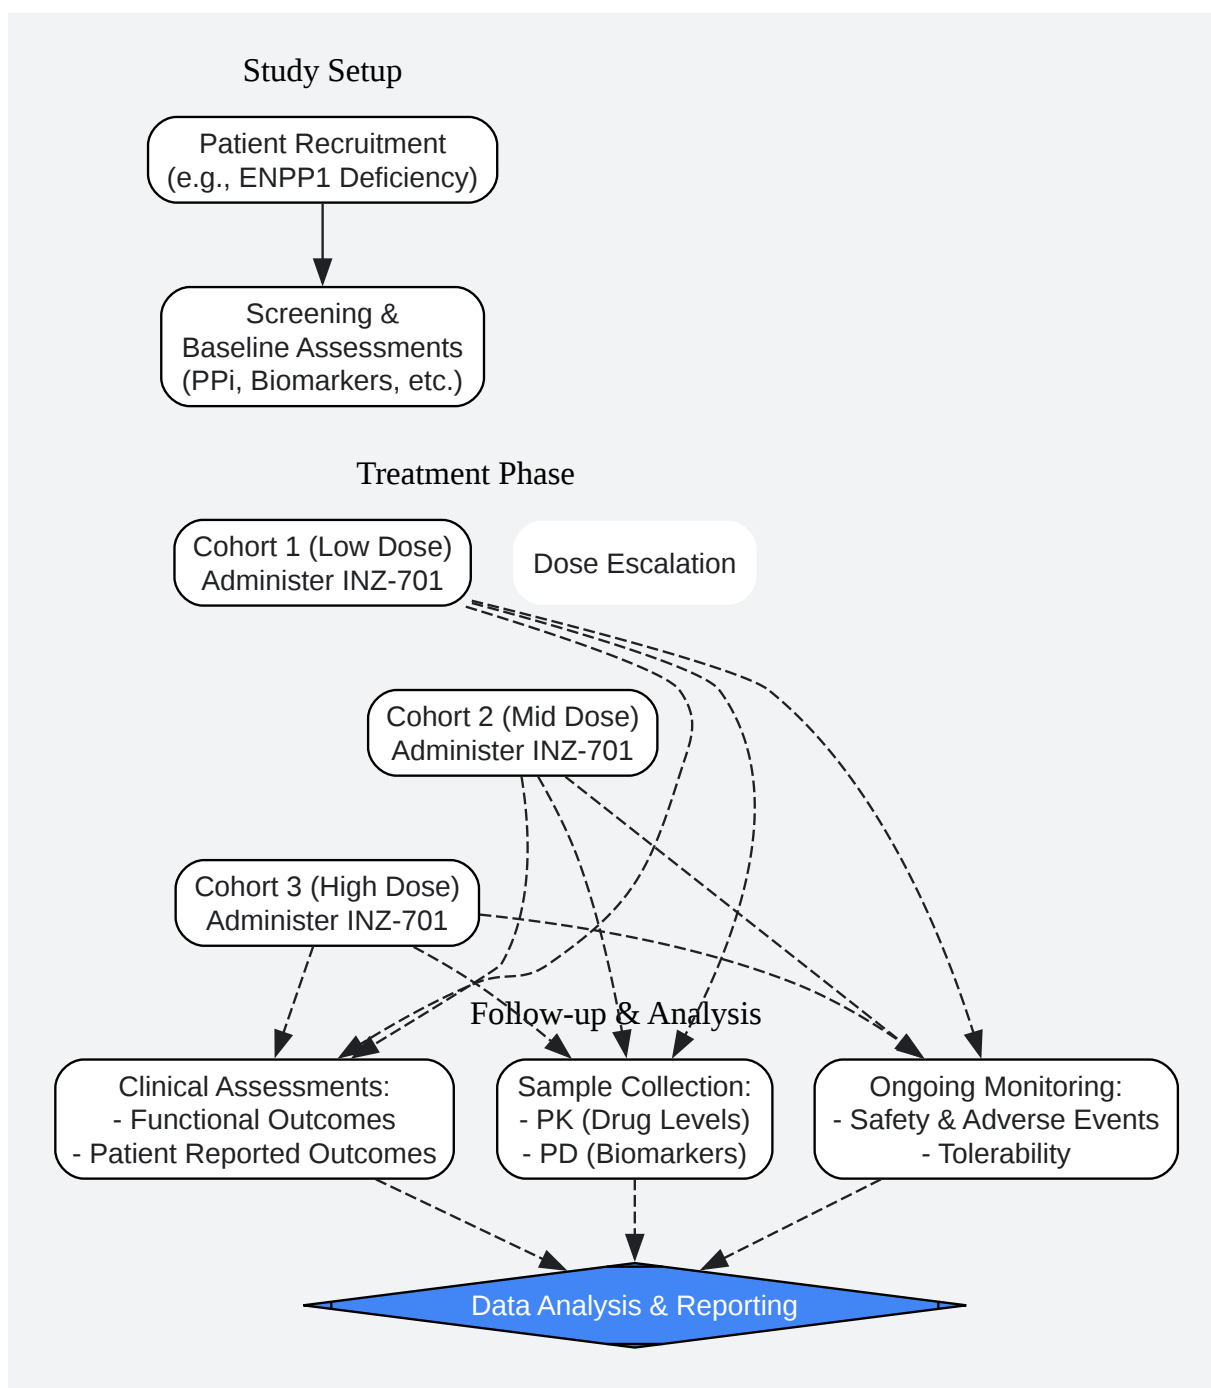 Study Setup
Patient Recruitment
(e.g., ENPP1 Deficiency)
Screening &
Baseline Assessments
(PPi, Biomarkers, etc.)
Treatment Phase
Cohort 1 (Low Dose)
Administer INZ-701
Dose Escalation
Cohort 2 (Mid Dose)
Administer INZ-701
Cohort 3 (High Dose)
Administer INZ-701
Follow-up & Analysis
Clinical Assessments:
- Functional Outcomes
- Patient Reported Outcomes
Sample Collection:
- PK (Drug Levels)
- PD (Biomarkers)
Ongoing Monitoring:
- Safety & Adverse Events
- Tolerability
Data Analysis & Reporting